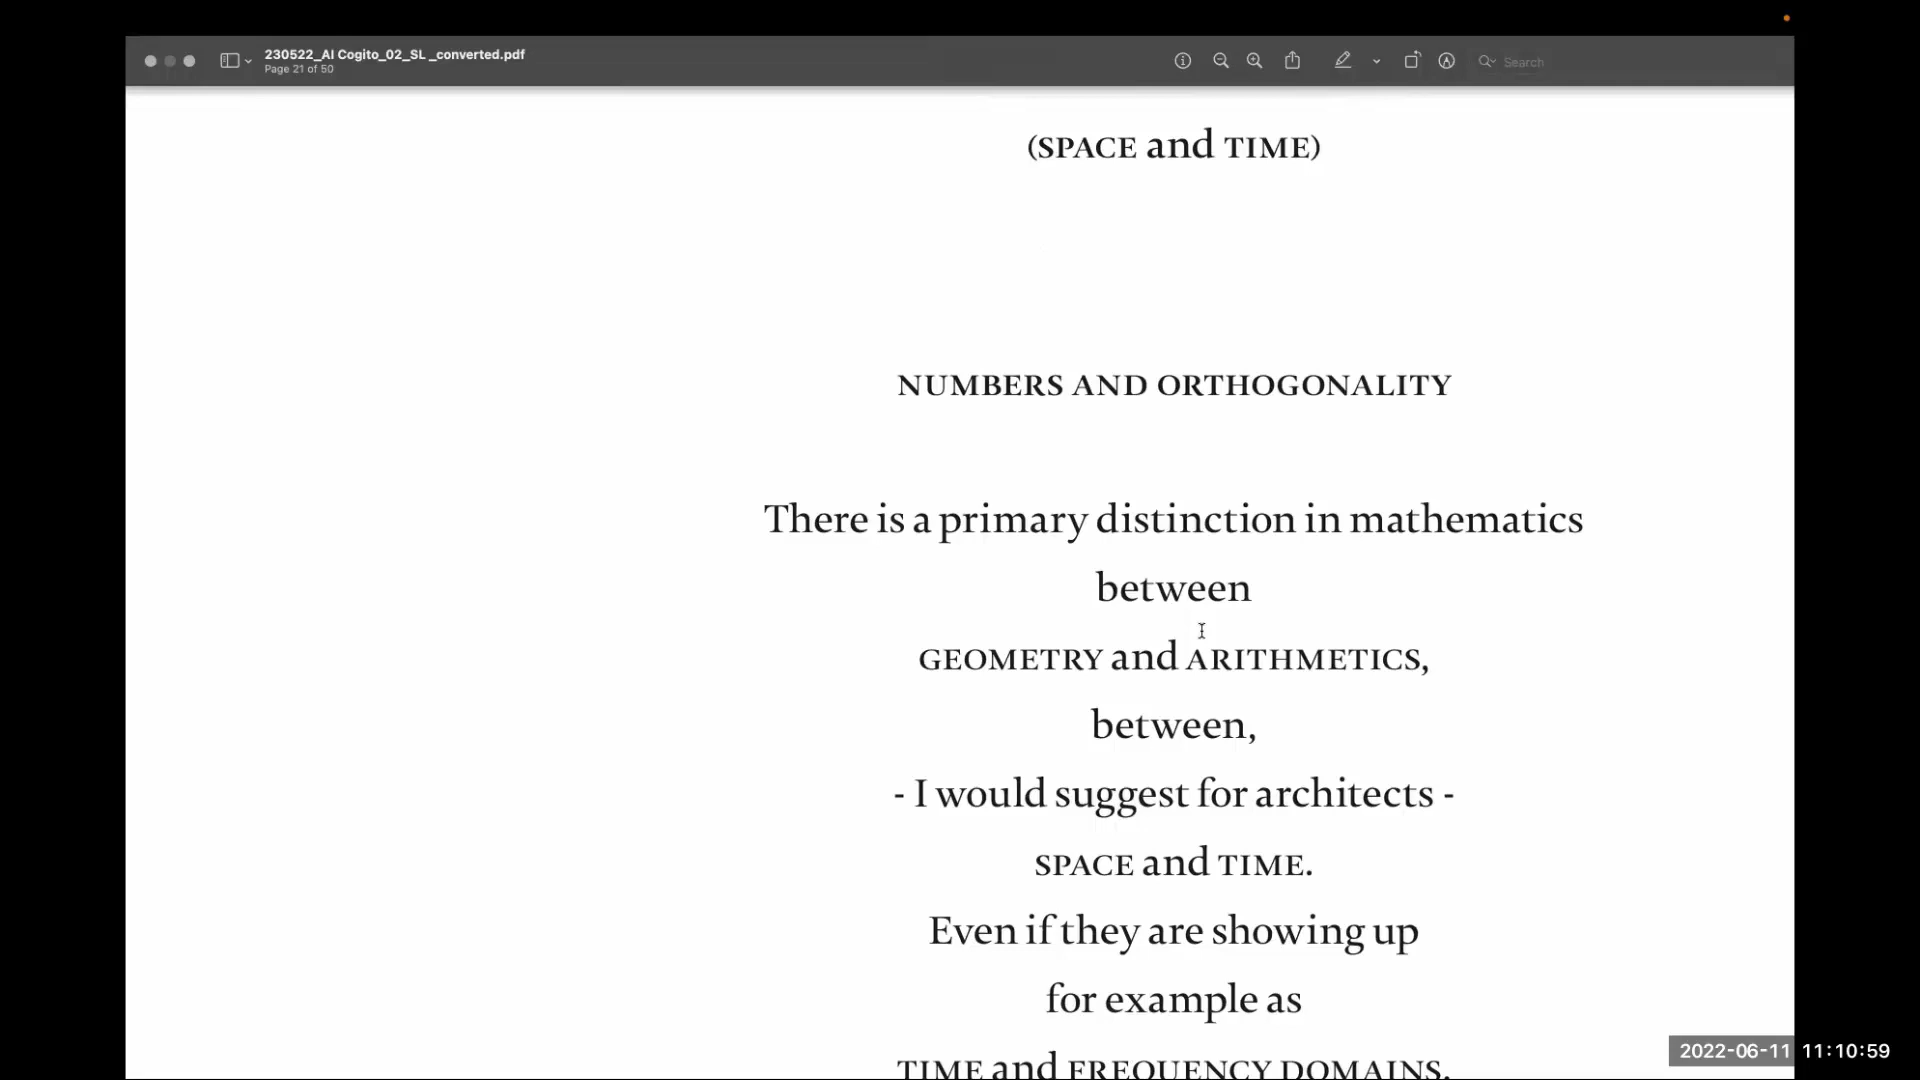 230522_AI Cogito_02_SL _converted.pdf
Page 21 of 50
Search
(SPACE and TIME)
NUMBERS AND ORTHOGONALITY
There is a primary distinction in mathematics
between
GEOMETRY and ARITHMETICS,
between,
- I would suggest for architects -
SPACE and TIME.
Even if they are showing up
for example as
TIME and FREQUENCY DOMAINS.
2022-06-11 11:10:59